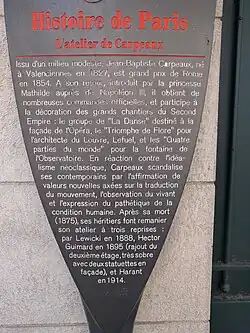 Histoire de Paris
L'atelier de Carpeaux
Issu d'un milieu modeste, Jean-Baptiste Carpeaux, né
à Valenciennes en 1827, est grand prix de Rome
en 1854. A son retour, introduit par la princesse
Mathilde auprès de Napoléon III, il obtient de
nombreuses commandes officielles, et participe à
la décoration des grands chantiers du Second
Empire : le groupe de "La Danse" destiné à la
façade de l'Opéra, le "Triomphe de Flore" pour
l'architecte du Louvre, Lefuel, et les "Quatre
parties du monde" pour la fontaine de
l'Observatoire. En réaction contre l'idéa-
lisme néoclassique, Carpeaux scandalise
ses contemporains par l'affirmation de
valeurs nouvelles axées sur la traduction
du mouvement, l'observation du vivant
et l'expression du pathétique de la
condition humaine. Après sa mort
(1875), ses héritiers font remanier
son atelier à trois reprises :
par Lewicki en 1888, Hector
Guimard en 1895 (rajout du
deuxième étage, très sobre
avec deux statuettes en
façade), et Harant
en 1914.